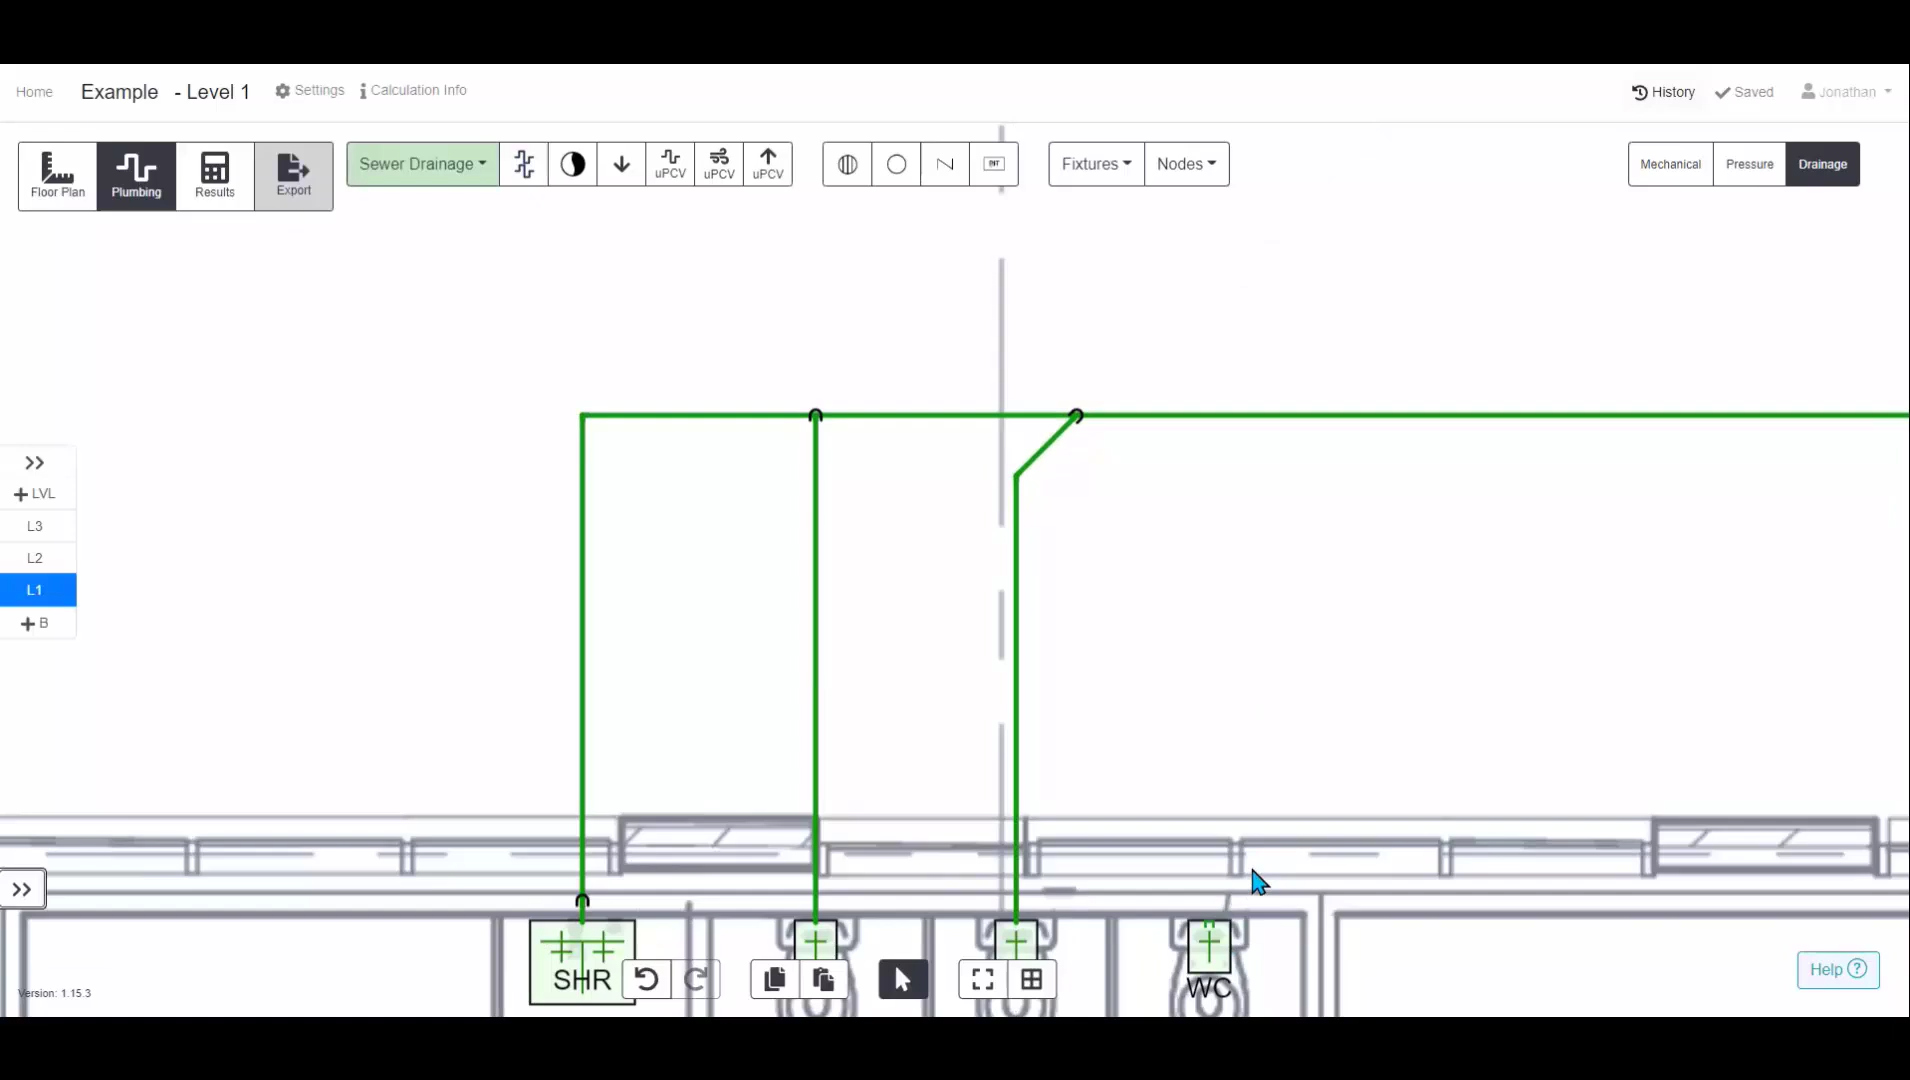 Home Example - Level 1 Settings Calculation Info History Saved Jonathan
Floor Plan Plumbing Results Export
Sewer Drainage uPCV uPCV uPCV INT Fixtures Nodes
Mechanical Pressure Drainage
LVL
L3
L2
L1
B
SHR
WC
Help
Version: 1.15.3